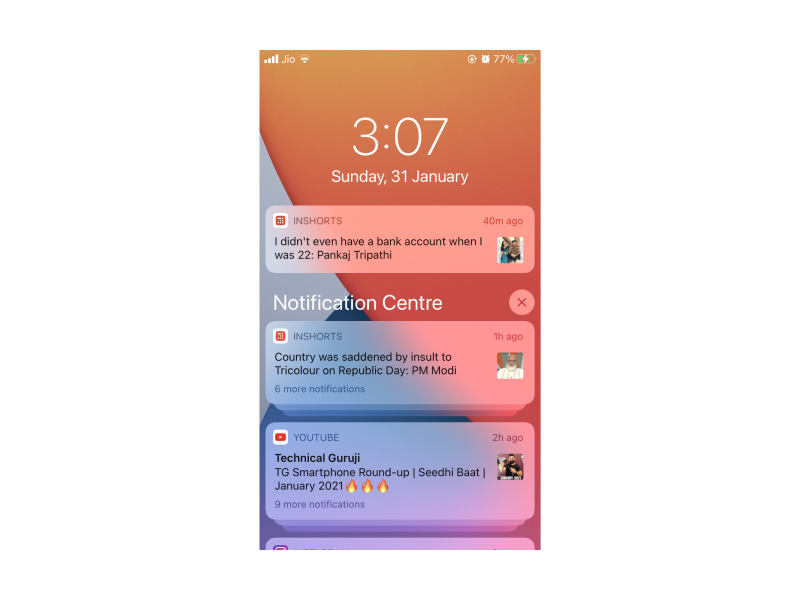 Jio 77%
3:07
Sunday, 31 January
INSHORTS 40m ago
I didn't even have a bank account when I
was 22: Pankaj Tripathi
Notification Centre
INSHORTS 1h ago
Country was saddened by insult to
Tricolour on Republic Day: PM Modi
6 more notifications
YOUTUBE 2h ago
Technical Guruji
TG Smartphone Round-up | Seedhi Baat |
January 2021🔥🔥🔥
9 more notifications